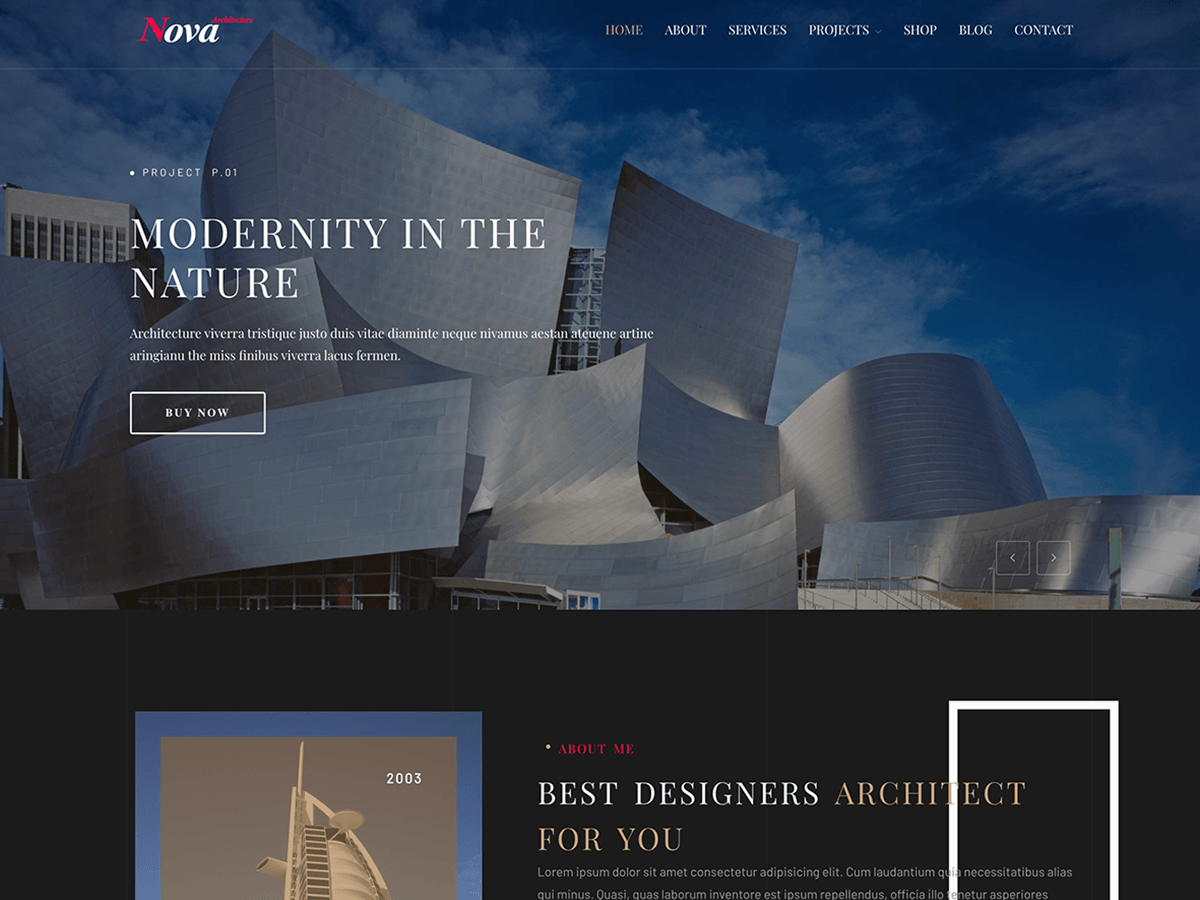 Nova Architecture
HOME ABOUT SERVICES PROJECTS SHOP BLOG CONTACT
PROJECT P.01
MODERNITY IN THE
NATURE
Architecture viverra tristique justo duis vitae diaminte neque nivamus aestan ateuene artine
aringianu the miss finibus viverra lacus fermen.
BUY NOW
2003
ABOUT ME
BEST DESIGNERS ARCHITECT
FOR YOU
Lorem ipsum dolor sit amet consectetur adipisicing elit. Cum laudantium quia necessitatibus alias
qui minus. Quasi, quas laborum inventore est ipsum repellendus, officia illo tenetur asperiores